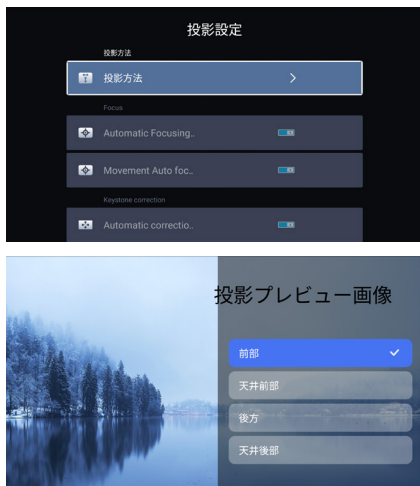 投影設定
投影方法
投影方法
Focus
Automatic Focusing..
Movement Auto foc..
Keystone correction
Automatic correctio..
投影プレビュー画像
前部
天井前部
後方
天井後部